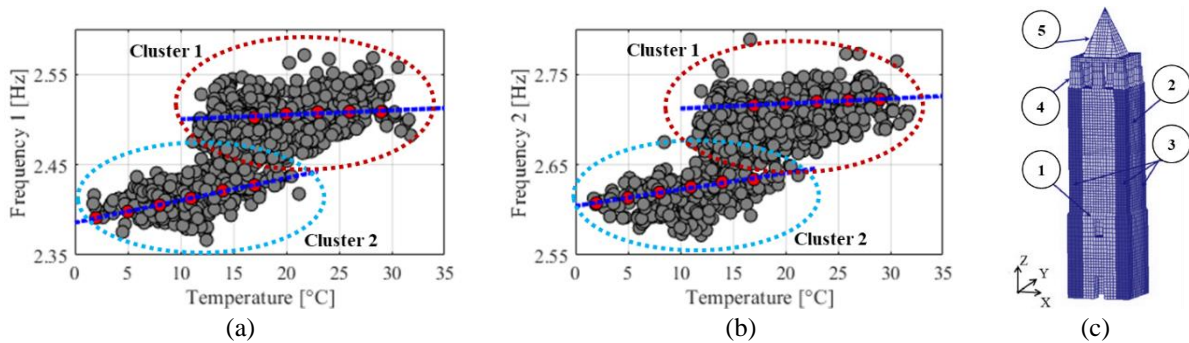 Frequency 1 [Hz]
2.55
2.45
2.35
Cluster 1
Cluster 2
0 5 10 15 20 25 30 35
Temperature [°C]
(a)
Frequency 2 [Hz]
2.75
2.65
2.55
Cluster 1
Cluster 2
0 5 10 15 20 25 30 35
Temperature [°C]
(b)
5
4
2
3
1
Z
Y
X
(c)